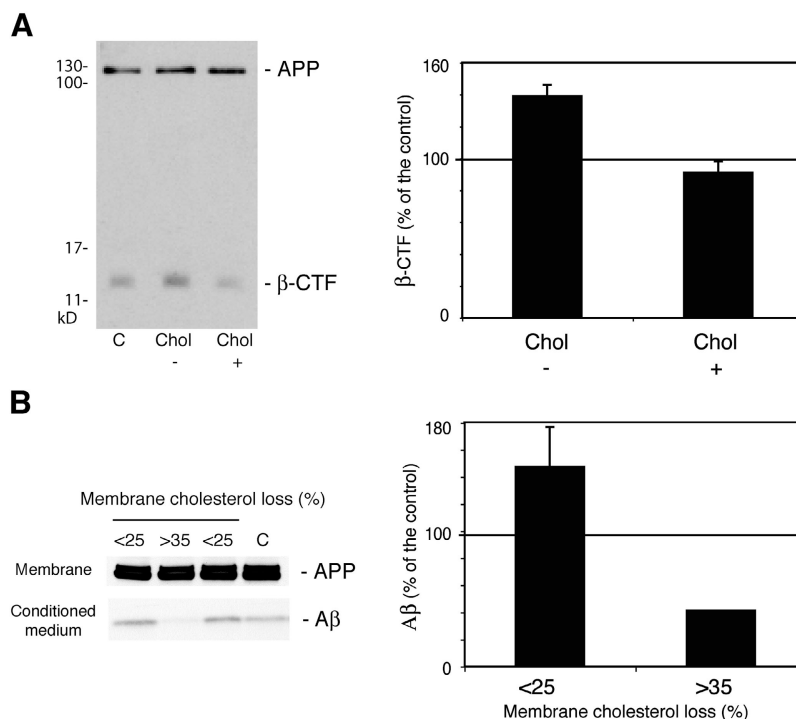 A
130-
100-
- APP
17-
- β-CTF
11-
kD
C Chol Chol
- +
160
100
0
β-CTF (% of the control)
Chol Chol
- +
B
Membrane cholesterol loss (%)
<25 >35 <25 C
Membrane - APP
Conditioned
medium - Aβ
180
100
0
Aβ (% of the control)
<25 >35
Membrane cholesterol loss (%)